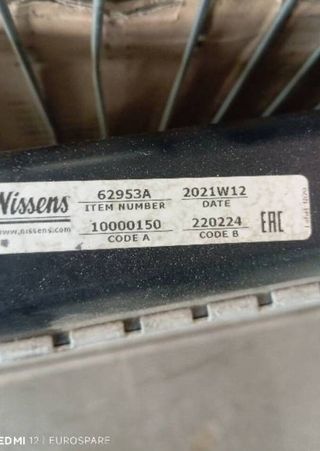 Nissens 62953A 2021W12
ITEM NUMBER DATE
www.nissens.com 10000150 220224 EAC
CODE A CODE B
REDMI 12 | EUROSPARE